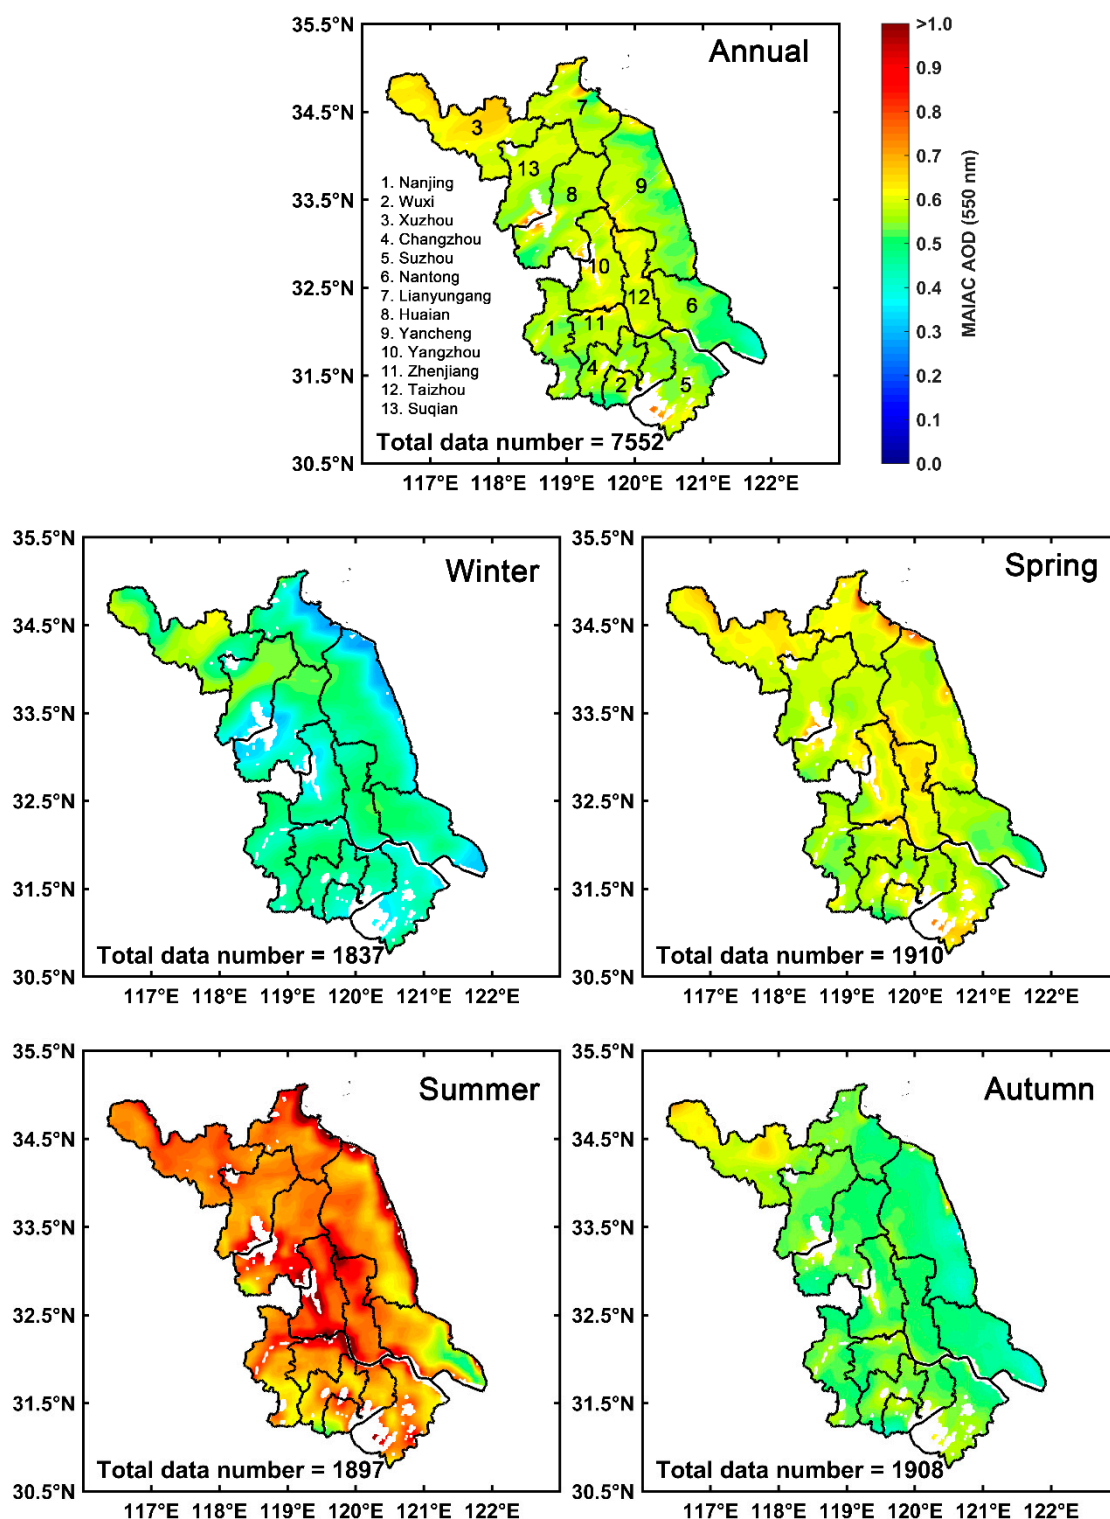 Annual
35.5°N
34.5°N
33.5°N
32.5°N
31.5°N
30.5°N
117°E 118°E 119°E 120°E 121°E 122°E
1. Nanjing
2. Wuxi
3. Xuzhou
4. Changzhou
5. Suzhou
6. Nantong
7. Lianyungang
8. Huaian
9. Yancheng
10. Yangzhou
11. Zhenjiang
12. Taizhou
13. Suqian
7
3
13
8
9
10
12
6
1
11
4
2
5
Total data number = 7552
>1.0
0.9
0.8
0.7
0.6
0.5
0.4
0.3
0.2
0.1
0.0
MAIAC AOD (550 nm)
Winter
35.5°N
34.5°N
33.5°N
32.5°N
31.5°N
30.5°N
117°E 118°E 119°E 120°E 121°E 122°E
Total data number = 1837
Spring
35.5°N
34.5°N
33.5°N
32.5°N
31.5°N
30.5°N
117°E 118°E 119°E 120°E 121°E 122°E
Total data number = 1910
Summer
35.5°N
34.5°N
33.5°N
32.5°N
31.5°N
30.5°N
117°E 118°E 119°E 120°E 121°E 122°E
Total data number = 1897
Autumn
35.5°N
34.5°N
33.5°N
32.5°N
31.5°N
30.5°N
117°E 118°E 119°E 120°E 121°E 122°E
Total data number = 1908